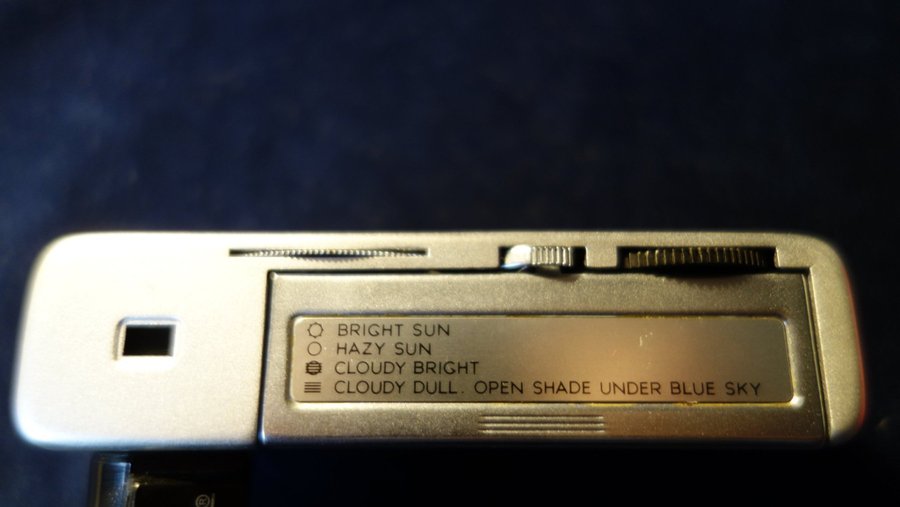 BRIGHT SUN
HAZY SUN
CLOUDY BRIGHT
CLOUDY DULL. OPEN SHADE UNDER BLUE SKY
®